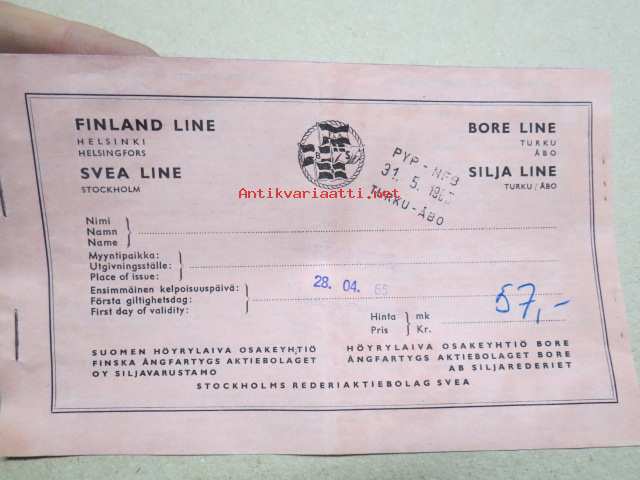 FINLAND LINE
HELSINKI
HELSINGFORS
SVEA LINE
STOCKHOLM
BORE LINE
TURKU
ÅBO
SILJA LINE
TURKU / ÅBO
PYP - NFB
31. 5.
TURKU - ÅBO
Antikvariaatti.net
Nimi
Namn
Name
Myyntipaikka:
Utgivningsställe:
Place of issue:
Ensimmäinen kelpoisuuspäivä:
Första giltighetsdag:
First day of validity:
28. 04. 65
Hinta mk
Pris Kr.
57,-
SUOMEN HÖYRYLAIVA OSAKEYHTIÖ
FINSKA ÅNGFARTYGS AKTIEBOLAGET
OY SILJAVARUSTAMO
HÖYRYLAIVA OSAKEYHTIÖ BORE
ÅNGFARTYGS AKTIEBOLAGET BORE
AB SILJAREDERIET
STOCKHOLMS REDERIAKTIEBOLAG SVEA